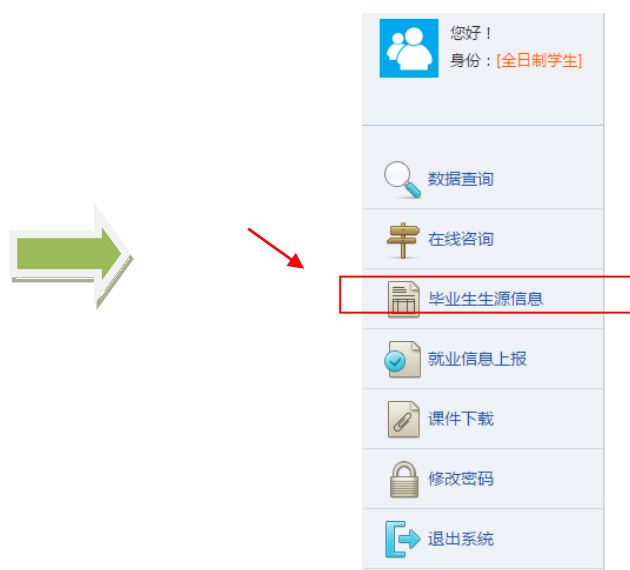 您好！
身份：[全日制学生]
数据查询
在线咨询
毕业生生源信息
就业信息上报
课件下载
修改密码
退出系统